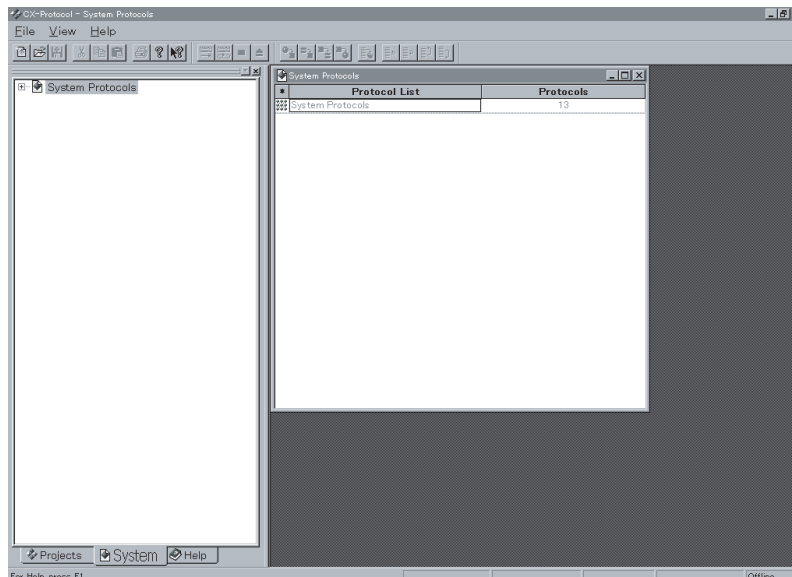 CX-Protocol - System Protocols
File View Help
System Protocols
System Protocols
* Protocol List Protocols
System Protocols 13
Projects System Help
For Help, press F1
Offline